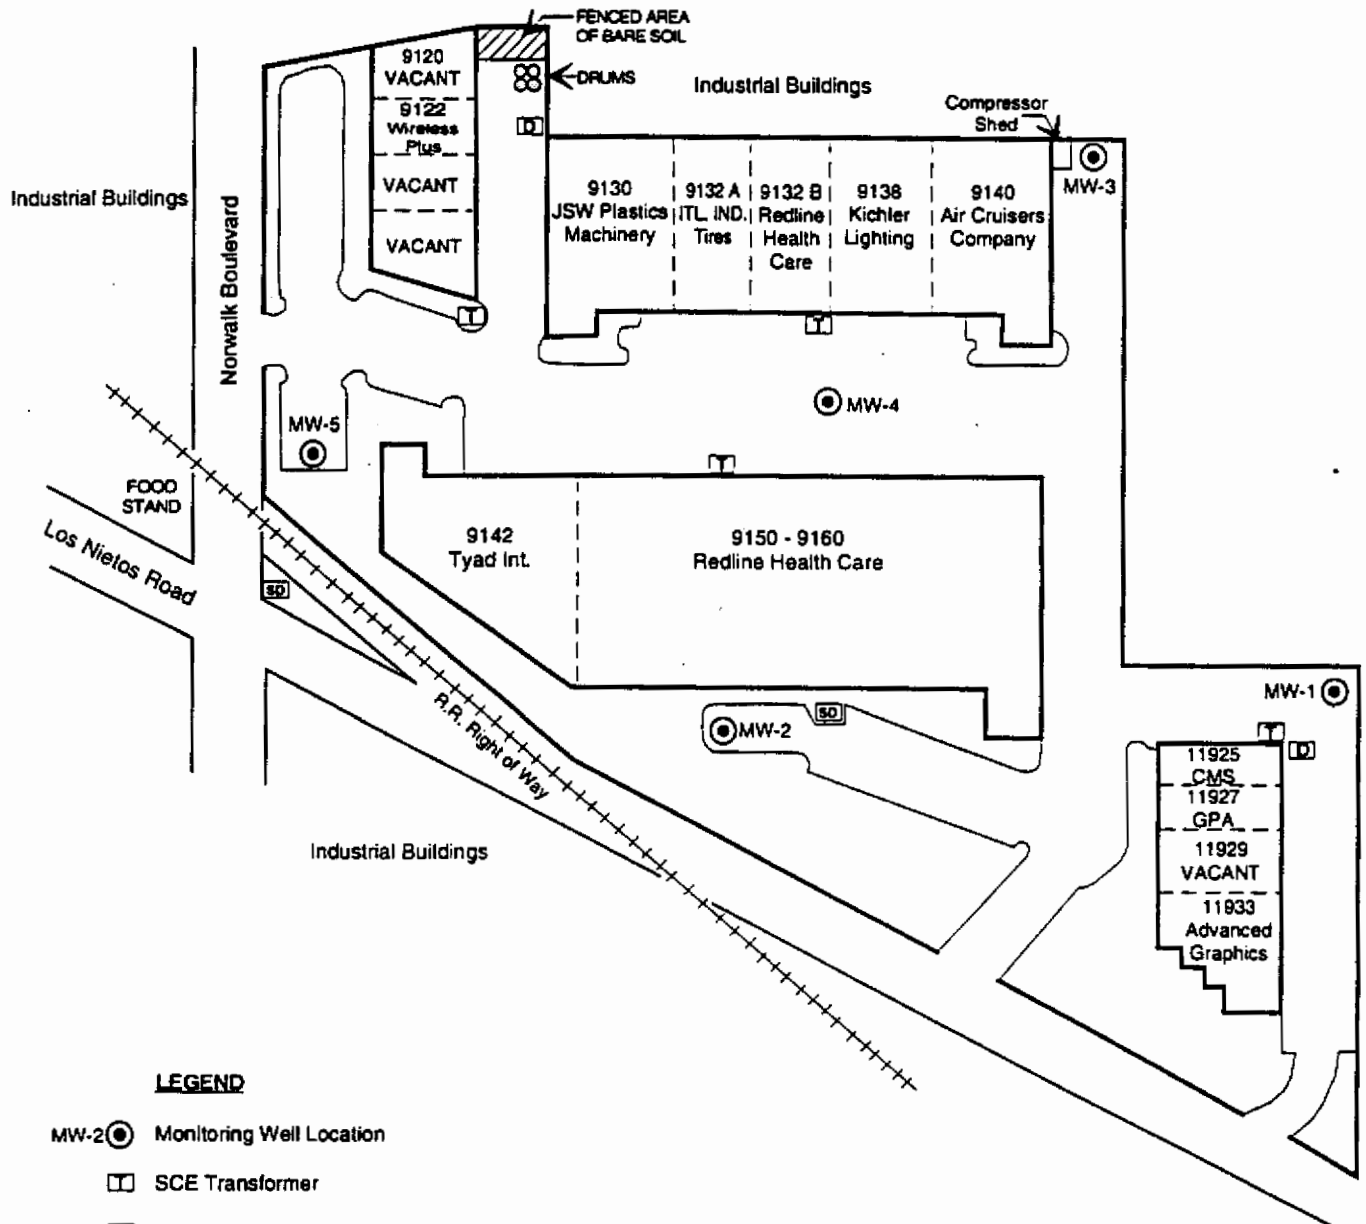 FENCED AREA
OF BARE SOIL
DRUMS
Industrial Buildings
Compressor
Shed
9120
VACANT
9122
Wireless
Plus
VACANT
VACANT
D
MW-3
Industrial Buildings
Norwalk Boulevard
9130
JSW Plastics
Machinery
9132 A
ITL. IND.
Tires
9132 B
Redline
Health
Care
9138
Kichler
Lighting
9140
Air Cruisers
Company
T
T
MW-4
MW-5
T
FOOD
STAND
Los Nietos Road
SD
9142
Tyad Int.
9150 - 9160
Redline Health Care
R.R. Right of Way
MW-2
SD
MW-1
T
D
11925
CMS
11927
GPA
11929
VACANT
11933
Advanced
Graphics
Industrial Buildings
LEGEND
MW-2 Monitoring Well Location
T SCE Transformer